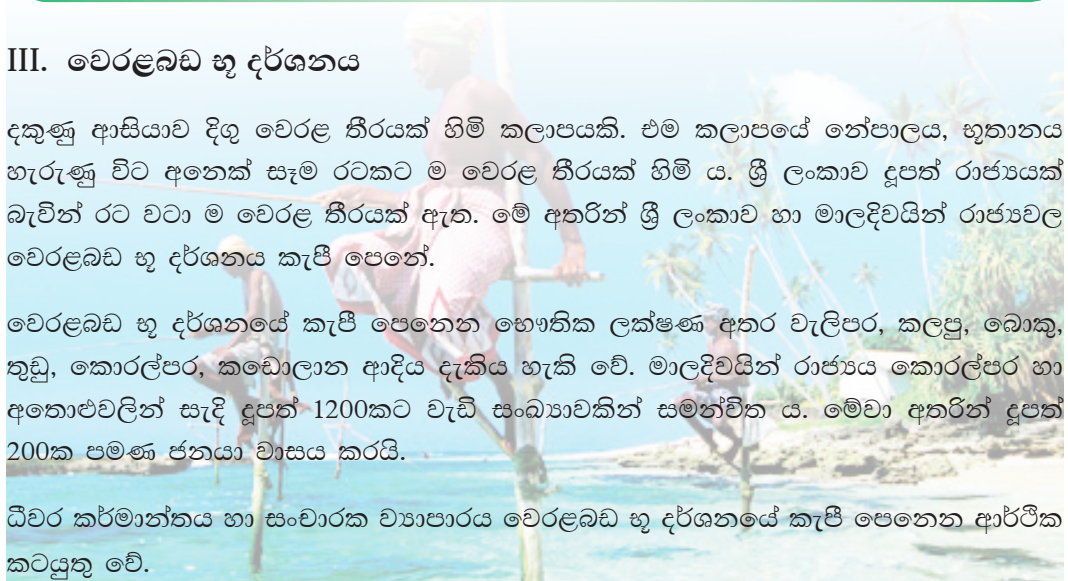 III. වෙරළබඩ භූ දර්ශනය
දකුණු ආසියාව දිගු වෙරළ තීරයක් හිමි කලාපයකි. එම කලාපයේ නේපාලය, භූතානය
හැරුණු විට අනෙක් සෑම රටකට ම වෙරළ තීරයක් හිමි ය. ශ්‍රී ලංකාව දූපත් රාජ්‍යයක්
බැවින් රට වටා ම වෙරළ තීරයක් ඇත. මේ අතරින් ශ්‍රී ලංකාව හා මාලදිවයින් රාජ්‍යවල
වෙරළබඩ භූ දර්ශනය කැපී පෙනේ.
වෙරළබඩ භූ දර්ශනයේ කැපී පෙනෙන භෞතික ලක්ෂණ අතර වැලිපර, කලපු, බොකු,
තුඩු, කොරල්පර, කඩොලාන ආදිය දැකිය හැකි වේ. මාලදිවයින් රාජ්‍යය කොරල්පර හා
අතොළුවලින් සැදි දූපත් 1200කට වැඩි සංඛ්‍යාවකින් සමන්විත ය. මේවා අතරින් දූපත්
200ක පමණ ජනයා වාසය කරයි.
ධීවර කර්මාන්තය හා සංචාරක ව්‍යාපාරය වෙරළබඩ භූ දර්ශනයේ කැපී පෙනෙන ආර්ථික
කටයුතු වේ.